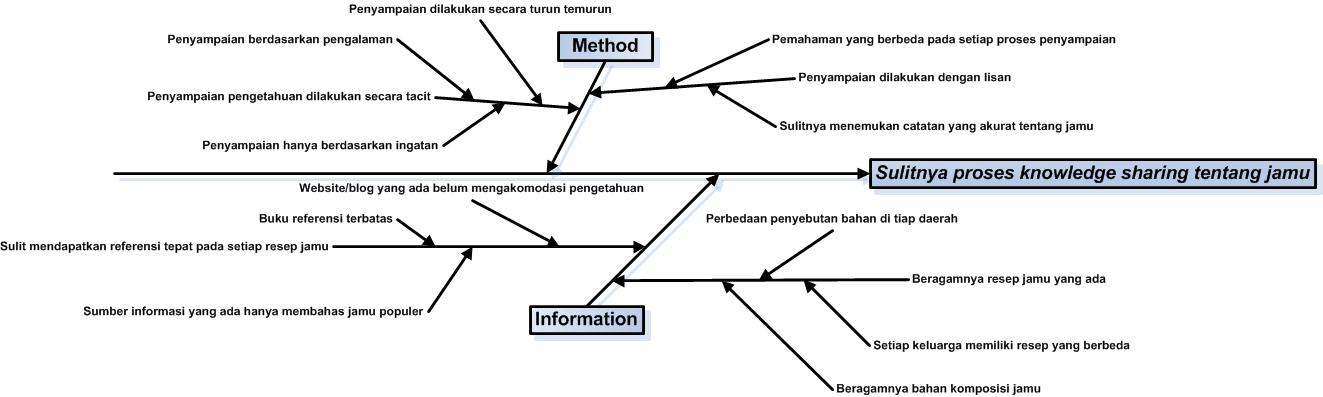 Penyampaian dilakukan secara turun temurun
Penyampaian berdasarkan pengalaman
Method
Pemahaman yang berbeda pada setiap proses penyampaian
Penyampaian dilakukan dengan lisan
Penyampaian pengetahuan dilakukan secara tacit
Sulitnya menemukan catatan yang akurat tentang jamu
Penyampaian hanya berdasarkan ingatan
Sulitnya proses knowledge sharing tentang jamu
Website/blog yang ada belum mengakomodasi pengetahuan
Buku referensi terbatas
Perbedaan penyebutan bahan di tiap daerah
Sulit mendapatkan referensi tepat pada setiap resep jamu
Beragamnya resep jamu yang ada
Sumber informasi yang ada hanya membahas jamu populer
Information
Setiap keluarga memiliki resep yang berbeda
Beragamnya bahan komposisi jamu